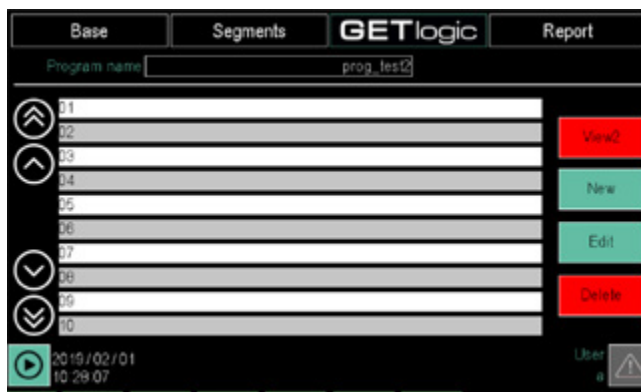 Base Segments GETlogic Report
Program name prog_test2
01
02
03
04
05
06
07
08
09
10
View2
New
Edit
Delete
2019/02/01
10:28:07
User
a